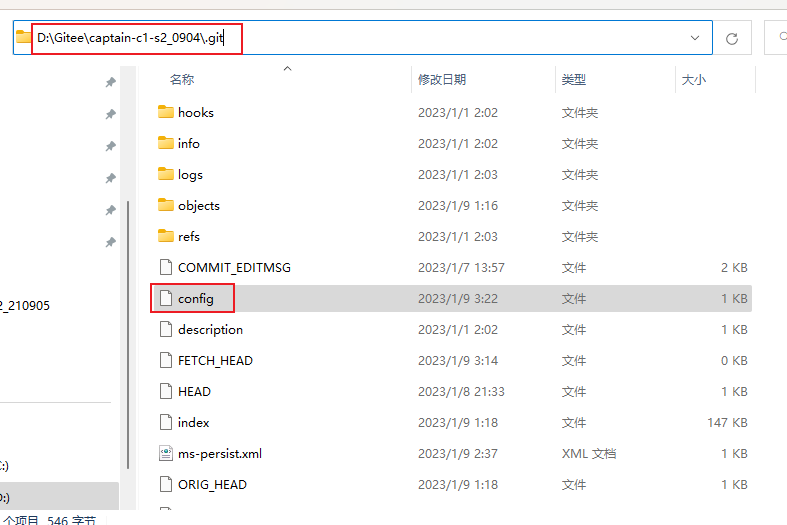 D:\Gitee\captain-c1-s2_0904\.git
名称 修改日期 类型 大小
hooks 2023/1/1 2:02 文件夹
info 2023/1/1 2:02 文件夹
logs 2023/1/1 2:03 文件夹
objects 2023/1/9 1:16 文件夹
refs 2023/1/1 2:03 文件夹
COMMIT_EDITMSG 2023/1/7 13:57 文件 2 KB
config 2023/1/9 3:22 文件 1 KB
2_210905
description 2023/1/1 2:02 文件 1 KB
FETCH_HEAD 2023/1/9 3:14 文件 0 KB
HEAD 2023/1/8 21:33 文件 1 KB
index 2023/1/9 1:18 文件 147 KB
ms-persist.xml 2023/1/9 2:37 XML 文档 1 KB
:)
ORIG_HEAD 2023/1/9 1:18 文件 1 KB
:)
个项目 546 字节